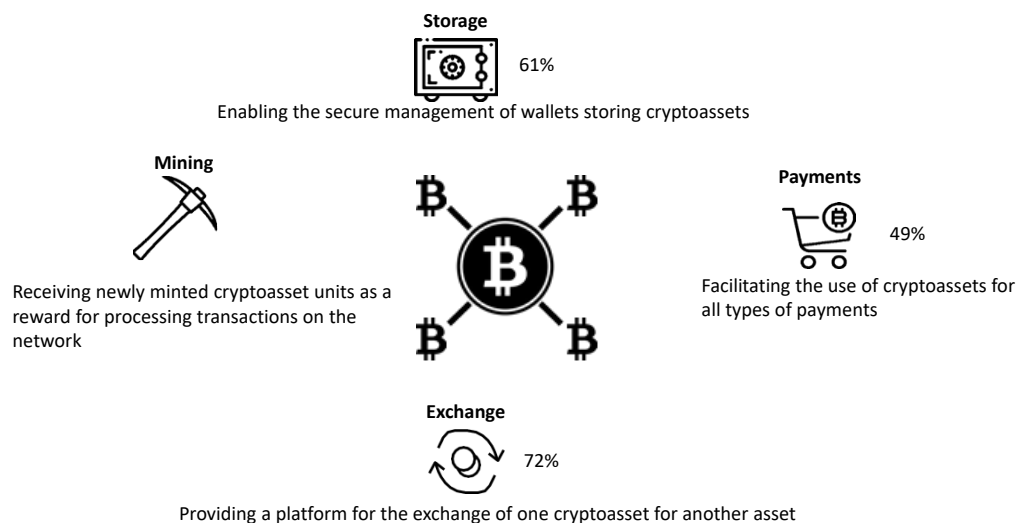 Storage
61%
Enabling the secure management of wallets storing cryptoassets
Mining
Receiving newly minted cryptoasset units as a
reward for processing transactions on the
network
Payments
49%
Facilitating the use of cryptoassets for
all types of payments
Exchange
72%
Providing a platform for the exchange of one cryptoasset for another asset